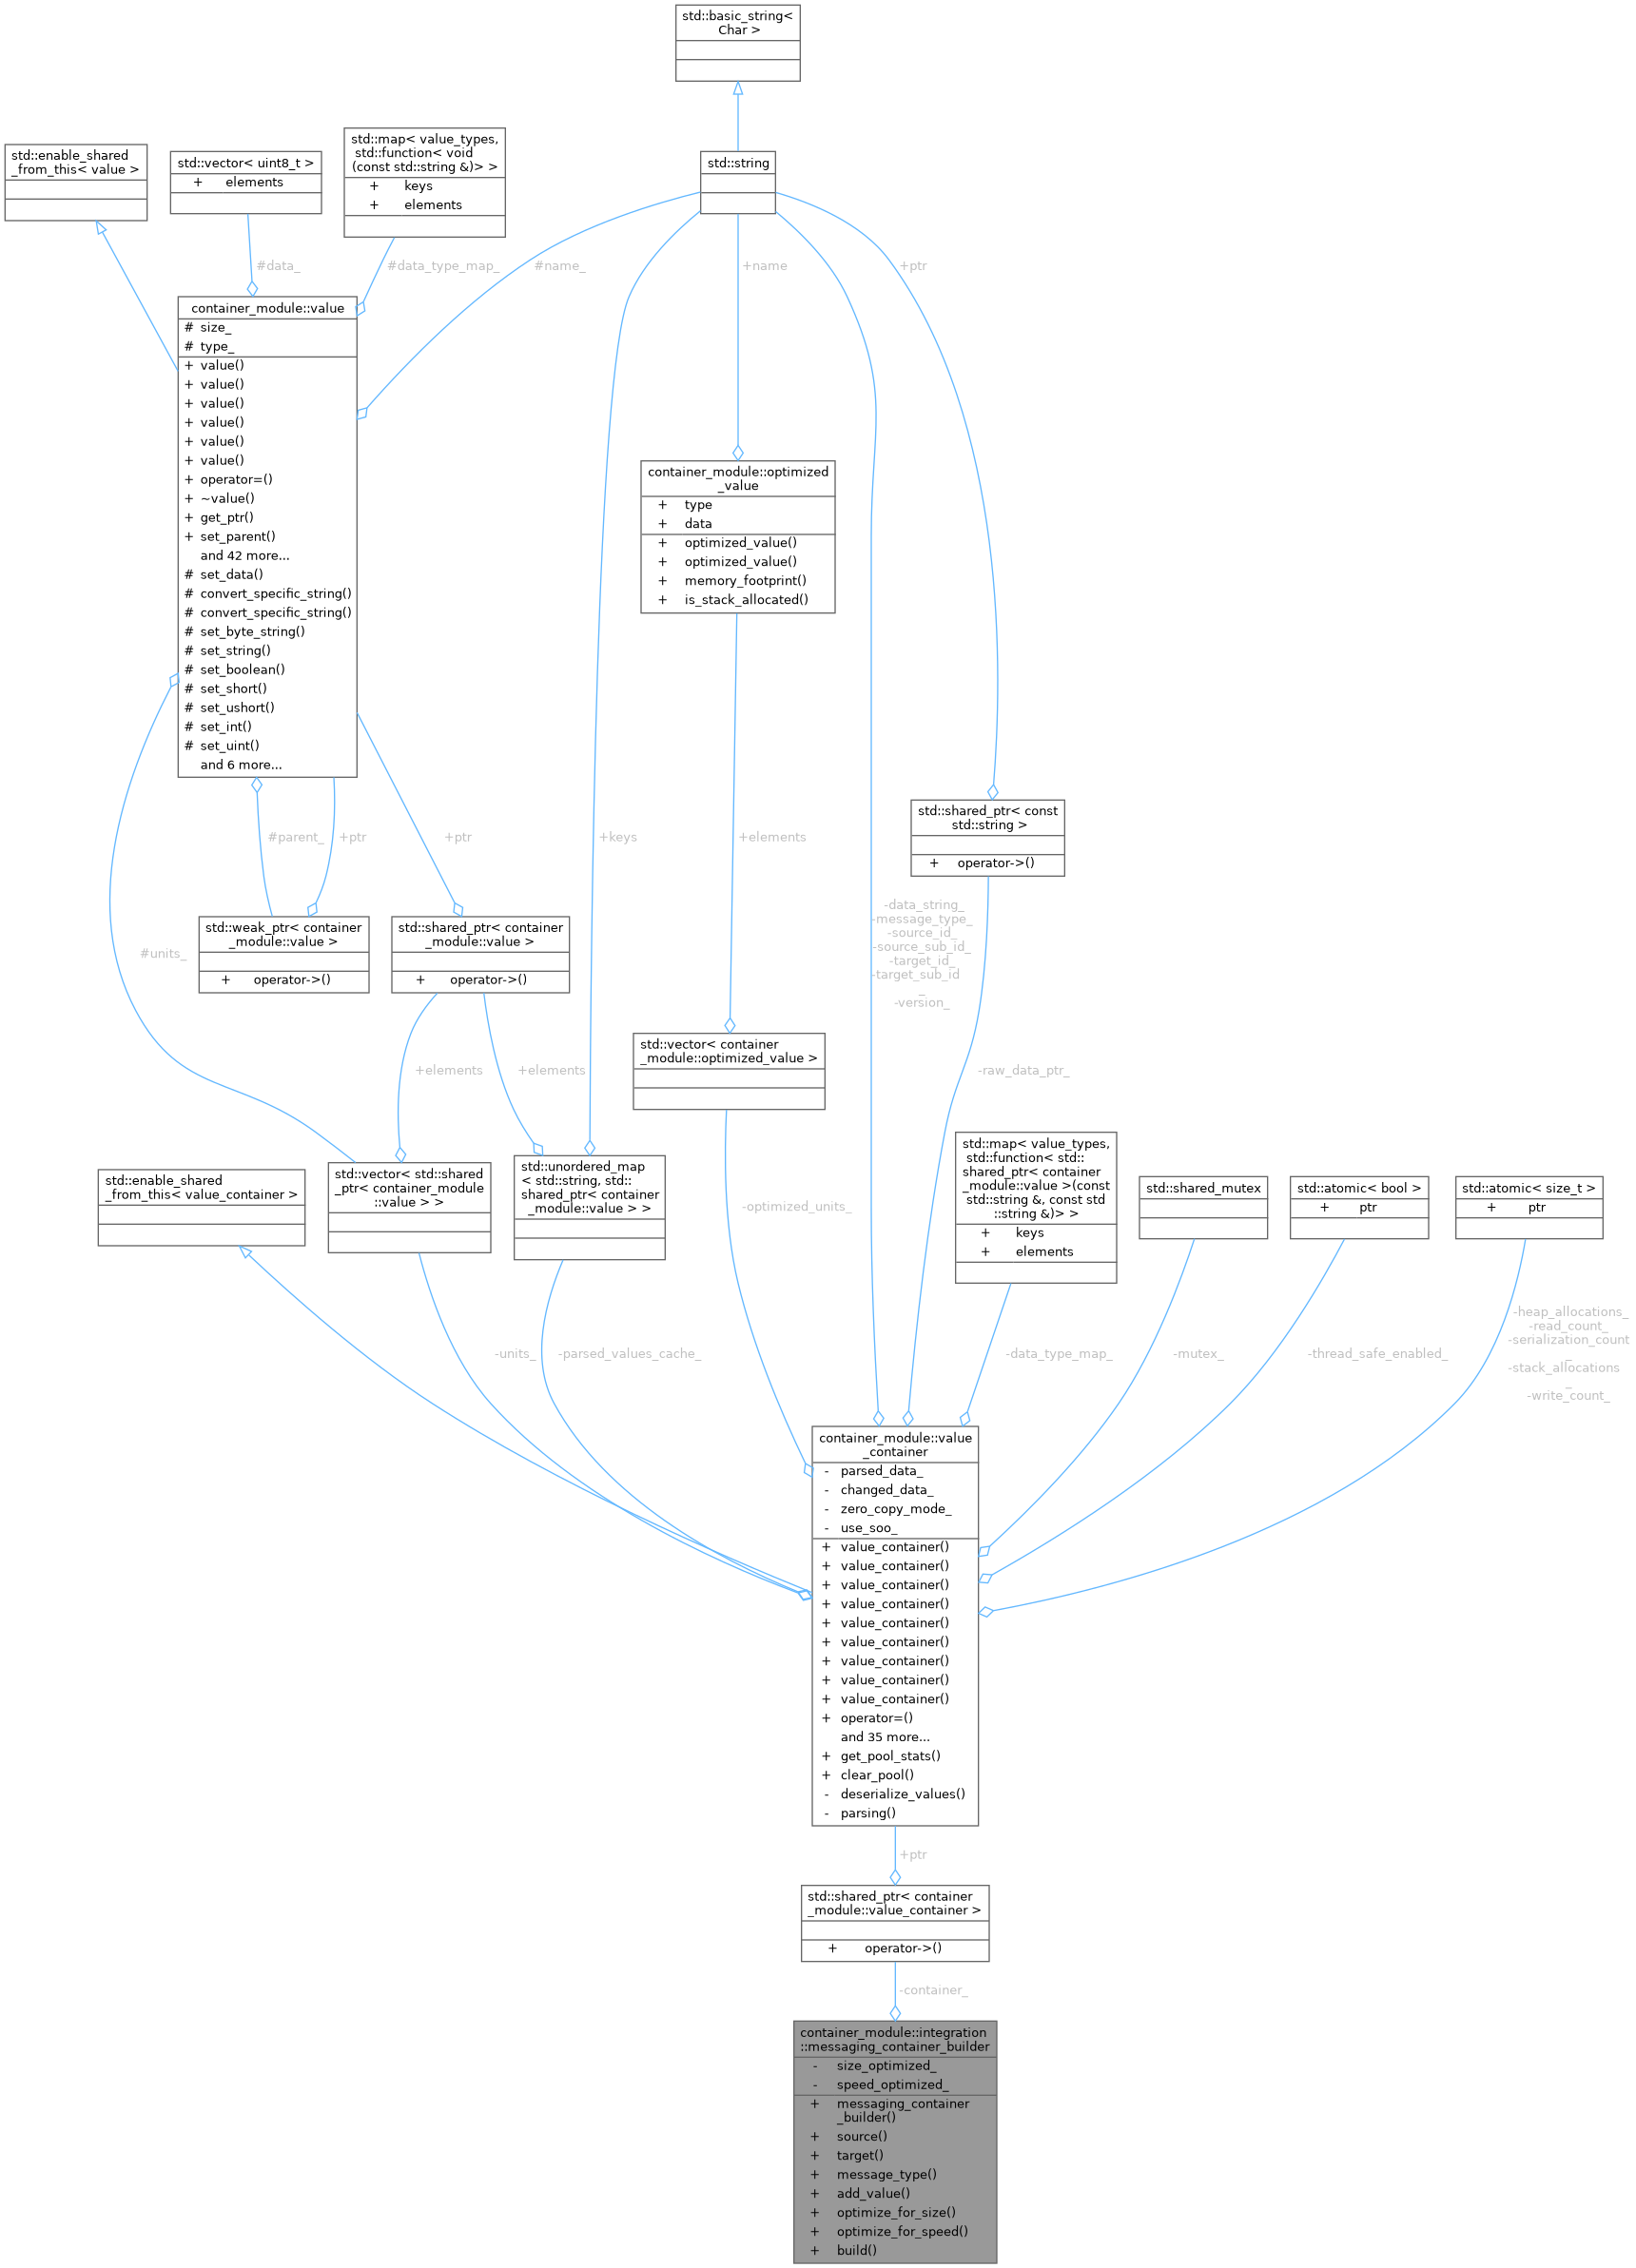 std::basic_string<
Char >
std::string
std::enable_shared
_from_this< value >
std::vector< uint8_t >
+ elements
std::map< value_types,
std::function< void
(const std::string &)> >
+ keys
+ elements
#data_
#data_type_map_
#name_
+name
+ptr
container_module::value
# size_
# type_
+ value()
+ value()
+ value()
+ value()
+ value()
+ value()
+ operator=()
+ ~value()
+ get_ptr()
+ set_parent()
and 42 more...
# set_data()
# convert_specific_string()
# convert_specific_string()
# set_byte_string()
# set_string()
# set_boolean()
# set_short()
# set_ushort()
# set_int()
# set_uint()
and 6 more...
container_module::optimized
_value
+ type
+ data
+ optimized_value()
+ optimized_value()
+ memory_footprint()
+ is_stack_allocated()
std::shared_ptr< const
std::string >
+ operator->()
#parent_
+ptr
+ptr
+keys
+elements
std::weak_ptr< container
_module::value >
+ operator->()
std::shared_ptr< container
_module::value >
+ operator->()
-data_string_
-message_type_
-source_id_
-source_sub_id_
-target_id_
-target_sub_id
_
-version_
#units_
+elements
+elements
std::vector< container
_module::optimized_value >
-raw_data_ptr_
std::enable_shared
_from_this< value_container >
std::vector< std::shared
_ptr< container_module
::value > >
std::unordered_map
< std::string, std::
shared_ptr< container
_module::value > >
-optimized_units_
std::map< value_types,
std::function< std::
shared_ptr< container
_module::value >(const
std::string &, const std
::string &)> >
+ keys
+ elements
std::shared_mutex
std::atomic< bool >
+ ptr
std::atomic< size_t >
+ ptr
-units_
-parsed_values_cache_
-data_type_map_
-mutex_
-thread_safe_enabled_
-heap_allocations_
-read_count_
-serialization_count
_
-stack_allocations
_
-write_count_
container_module::value
_container
- parsed_data_
- changed_data_
- zero_copy_mode_
- use_soo_
+ value_container()
+ value_container()
+ value_container()
+ value_container()
+ value_container()
+ value_container()
+ value_container()
+ value_container()
+ value_container()
+ operator=()
and 35 more...
+ get_pool_stats()
+ clear_pool()
- deserialize_values()
- parsing()
+ptr
std::shared_ptr< container
_module::value_container >
+ operator->()
-container_
container_module::integration
::messaging_container_builder
- size_optimized_
- speed_optimized_
+ messaging_container
_builder()
+ source()
+ target()
+ message_type()
+ add_value()
+ optimize_for_size()
+ optimize_for_speed()
+ build()